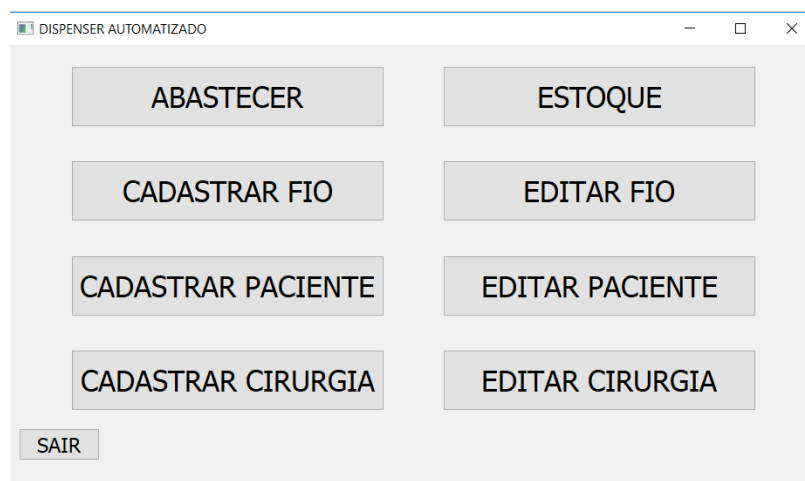 DISPENSER AUTOMATIZADO
ABASTECER
ESTOQUE
CADASTRAR FIO
EDITAR FIO
CADASTRAR PACIENTE
EDITAR PACIENTE
CADASTRAR CIRURGIA
EDITAR CIRURGIA
SAIR